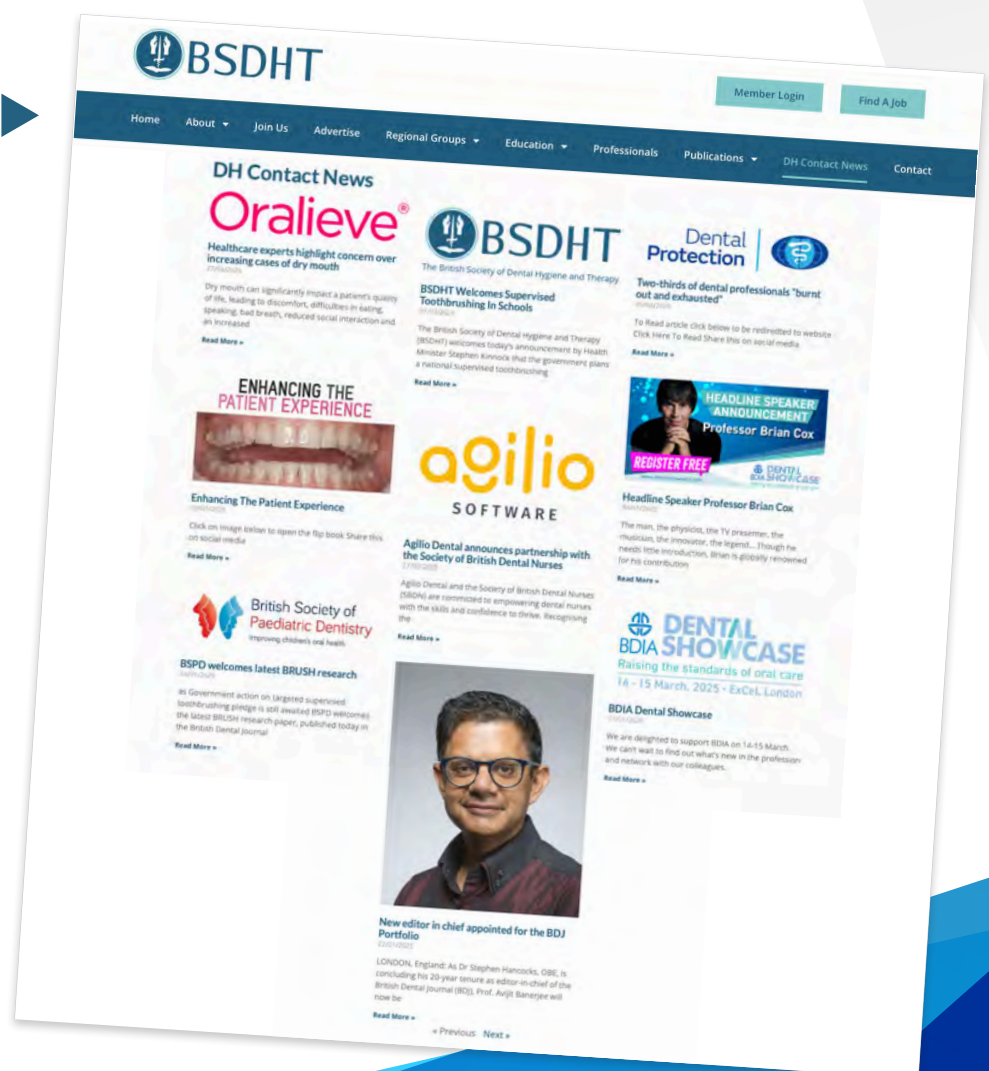 BSDHT
Member Login
Find A Job
Home
About
Join Us
Advertise
Regional Groups
Education
Professionals
Publications
DH Contact News
Contact
DH Contact News
Oralieve®
Healthcare experts highlight concern over
increasing cases of dry mouth
Dry mouth can significantly impact a patient's quality
of life, leading to discomfort, difficulties in eating,
speaking, bad breath, reduced social interaction and
an increased
Read More »
BSDHT
The British Society of Dental Hygiene and Therapy
BSDHT Welcomes Supervised
Toothbrushing In Schools
The British Society of Dental Hygiene and Therapy
(BSDHT) welcomes today's announcement by Health
Minister Stephen Kinnock that the government plans
a national supervised toothbrushing
Read More »
Dental
Protection
Two-thirds of dental professionals "burnt
out and exhausted"
To Read article click below to be redirected to website
Click Here To Read Share this on social media
Read More »
ENHANCING THE
PATIENT EXPERIENCE
Enhancing The Patient Experience
Click on image below to open the flip book Share this
on social media
Read More »
agilio
SOFTWARE
Agilio Dental announces partnership with
the Society of British Dental Nurses
Agilio Dental and the Society of British Dental Nurses
(SBDN) are committed to empowering dental nurses
with the skills and confidence to thrive. Recognising
the
Read More »
HEADLINE SPEAKER
ANNOUNCEMENT
Professor Brian Cox
REGISTER FREE
DENTAL
BDIA SHOWCASE
Headline Speaker Professor Brian Cox
The man, the physicist, the TV presenter, the
musician, the innovator, the legend... Though he
needs little introduction, Brian is globally renowned
for his contribution
Read More »
British Society of
Paediatric Dentistry
Improving children's oral health
BSPD welcomes latest BRUSH research
as Government action on targeted supervised
toothbrushing pledge is still awaited BSPD welcomes
the latest BRUSH research paper, published today in
the British Dental Journal
Read More »
DENTAL
BDIA SHOWCASE
Raising the standards of oral care
14 - 15 March, 2025 - ExCeL London
BDIA Dental Showcase
We are delighted to support BDIA on 14-15 March.
We can't wait to find out what's new in the profession
and network with our colleagues.
Read More »
New editor in chief appointed for the BDJ
Portfolio
22/01/2025
LONDON, England: As Dr Stephen Hancocks, OBE, is
concluding his 20-year tenure as editor-in-chief of the
British Dental Journal (BDJ), Prof. Avijit Banerjee will
now be
Read More »
« Previous Next »